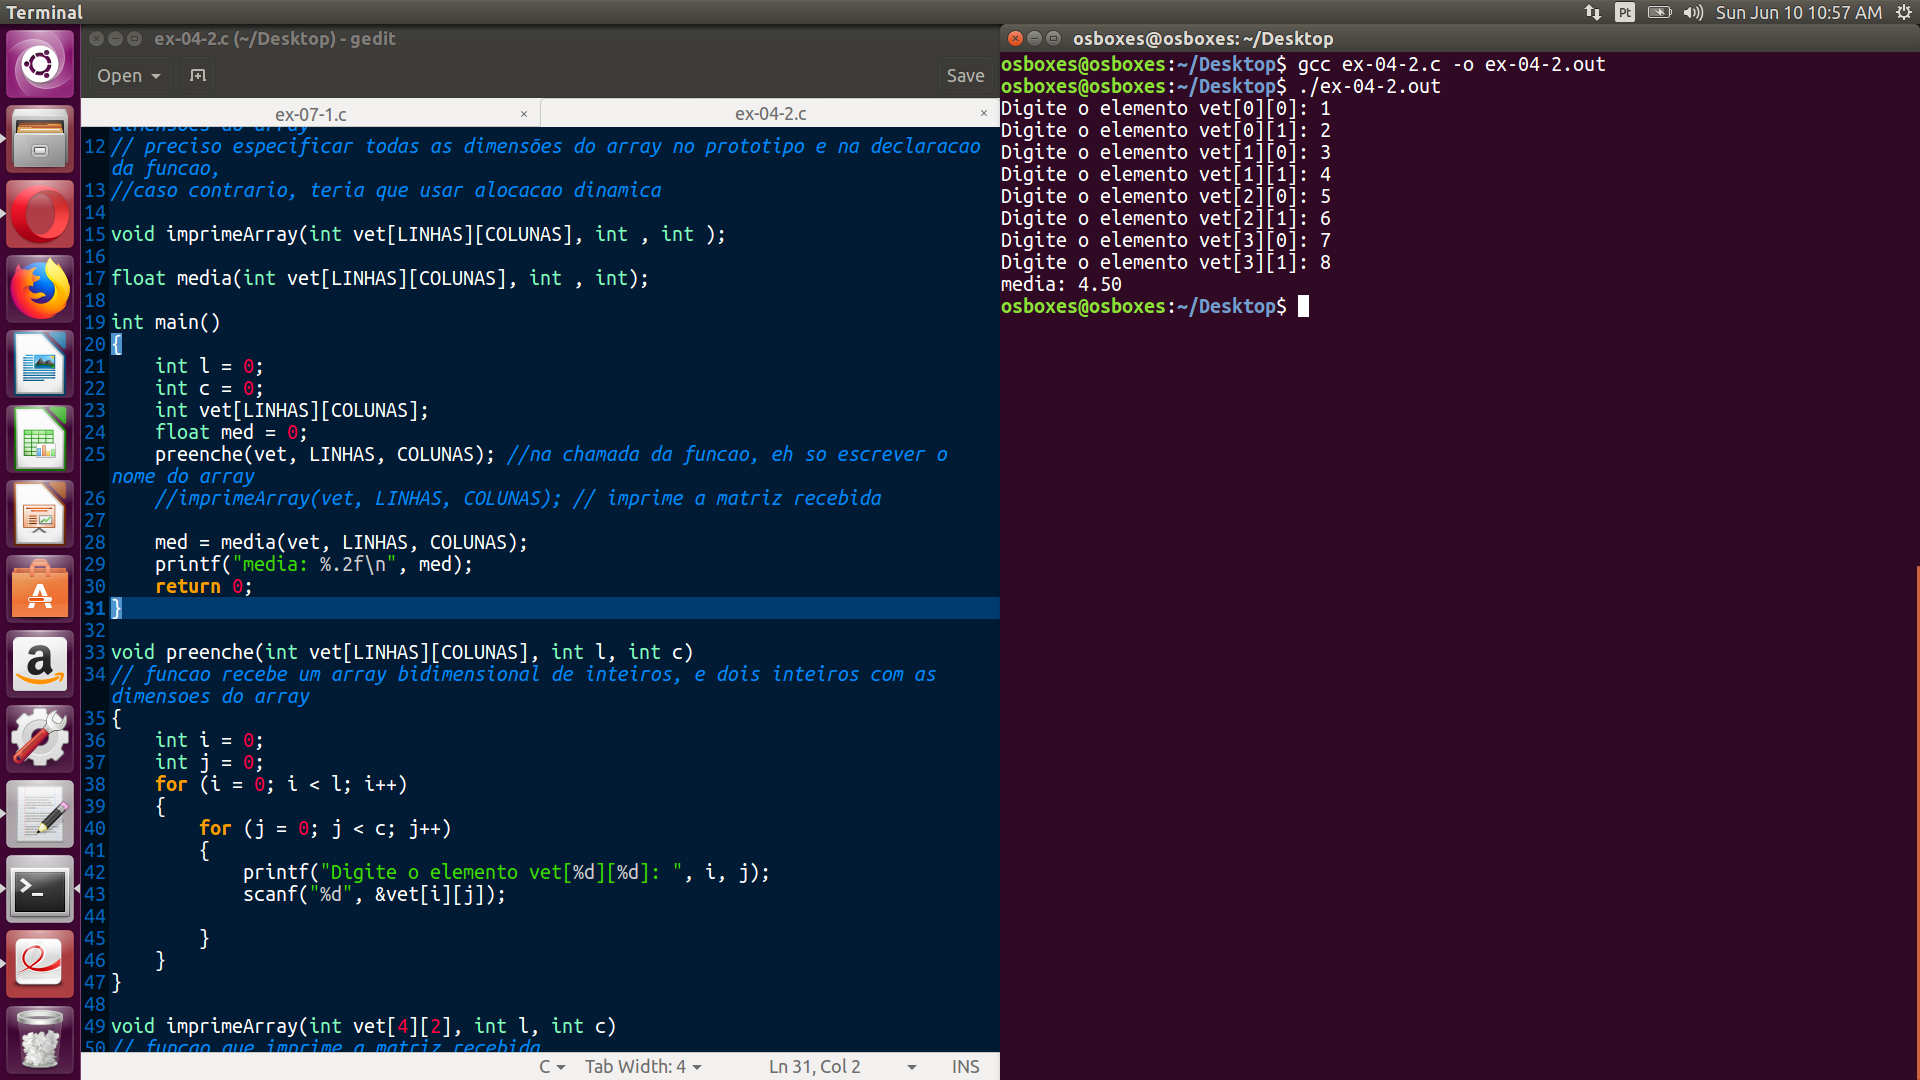 Terminal
Pt
Sun Jun 10 10:57 AM
ex-04-2.c (~/Desktop) - gedit
Open
Save
ex-07-1.c ×
ex-04-2.c ×
dimensoes do array
12 // preciso especificar todas as dimensões do array no prototipo e na declaracao
da funcao,
13 //caso contrario, teria que usar alocacao dinamica
14
15 void imprimeArray(int vet[LINHAS][COLUNAS], int , int );
16
17 float media(int vet[LINHAS][COLUNAS], int , int);
18
19 int main()
20 {
21     int l = 0;
22     int c = 0;
23     int vet[LINHAS][COLUNAS];
24     float med = 0;
25     preenche(vet, LINHAS, COLUNAS); //na chamada da funcao, eh so escrever o
nome do array
26     //imprimeArray(vet, LINHAS, COLUNAS); // imprime a matriz recebida
27
28     med = media(vet, LINHAS, COLUNAS);
29     printf("media: %.2f\n", med);
30     return 0;
31 }
32
33 void preenche(int vet[LINHAS][COLUNAS], int l, int c)
34 // funcao recebe um array bidimensional de inteiros, e dois inteiros com as
dimensoes do array
35 {
36     int i = 0;
37     int j = 0;
38     for (i = 0; i < l; i++)
39     {
40         for (j = 0; j < c; j++)
41         {
42             printf("Digite o elemento vet[%d][%d]: ", i, j);
43             scanf("%d", &vet[i][j]);
44
45         }
46     }
47 }
48
49 void imprimeArray(int vet[4][2], int l, int c)
50 // funcao que imprime a matriz recebida
C
Tab Width: 4
Ln 31, Col 2
INS
osboxes@osboxes: ~/Desktop
osboxes@osboxes:~/Desktop$ gcc ex-04-2.c -o ex-04-2.out
osboxes@osboxes:~/Desktop$ ./ex-04-2.out
Digite o elemento vet[0][0]: 1
Digite o elemento vet[0][1]: 2
Digite o elemento vet[1][0]: 3
Digite o elemento vet[1][1]: 4
Digite o elemento vet[2][0]: 5
Digite o elemento vet[2][1]: 6
Digite o elemento vet[3][0]: 7
Digite o elemento vet[3][1]: 8
media: 4.50
osboxes@osboxes:~/Desktop$